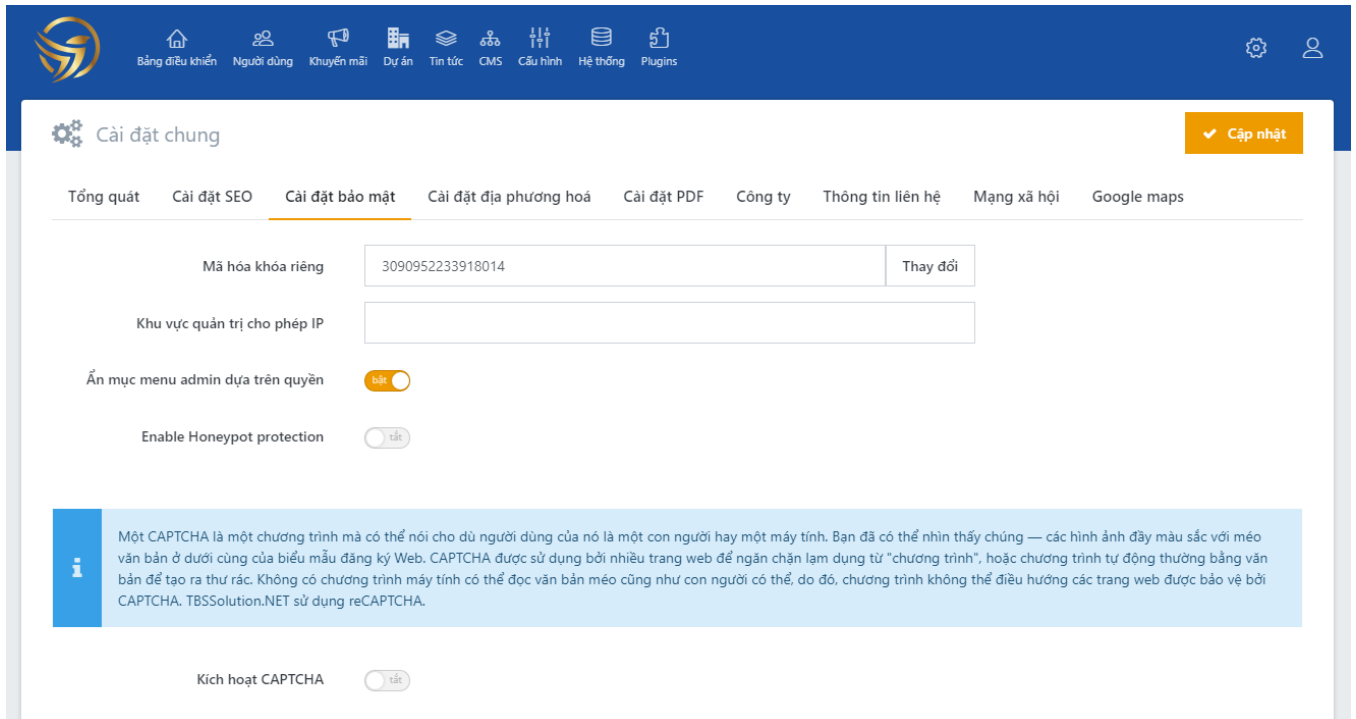 Bảng điều khiển Người dùng Khuyến mãi Dự án Tin tức CMS Cấu hình Hệ thống Plugins
Cài đặt chung
Cập nhật
Tổng quát Cài đặt SEO Cài đặt bảo mật Cài đặt địa phương hoá Cài đặt PDF Công ty Thông tin liên hệ Mạng xã hội Google maps
Mã hóa khóa riêng 3090952233918014 Thay đổi
Khu vực quản trị cho phép IP
Ẩn mục menu admin dựa trên quyền bật
Enable Honeypot protection tắt
Một CAPTCHA là một chương trình mà có thể nói cho dù người dùng của nó là một con người hay một máy tính. Bạn đã có thể nhìn thấy chúng — các hình ảnh đầy màu sắc với méo
văn bản ở dưới cùng của biểu mẫu đăng ký Web. CAPTCHA được sử dụng bởi nhiều trang web để ngăn chặn lạm dụng từ "chương trình", hoặc chương trình tự động thường bằng văn
bản để tạo ra thư rác. Không có chương trình máy tính có thể đọc văn bản méo cũng như con người có thể, do đó, chương trình không thể điều hướng các trang web được bảo vệ bởi
CAPTCHA. TBSSolution.NET sử dụng reCAPTCHA.
Kích hoạt CAPTCHA tắt